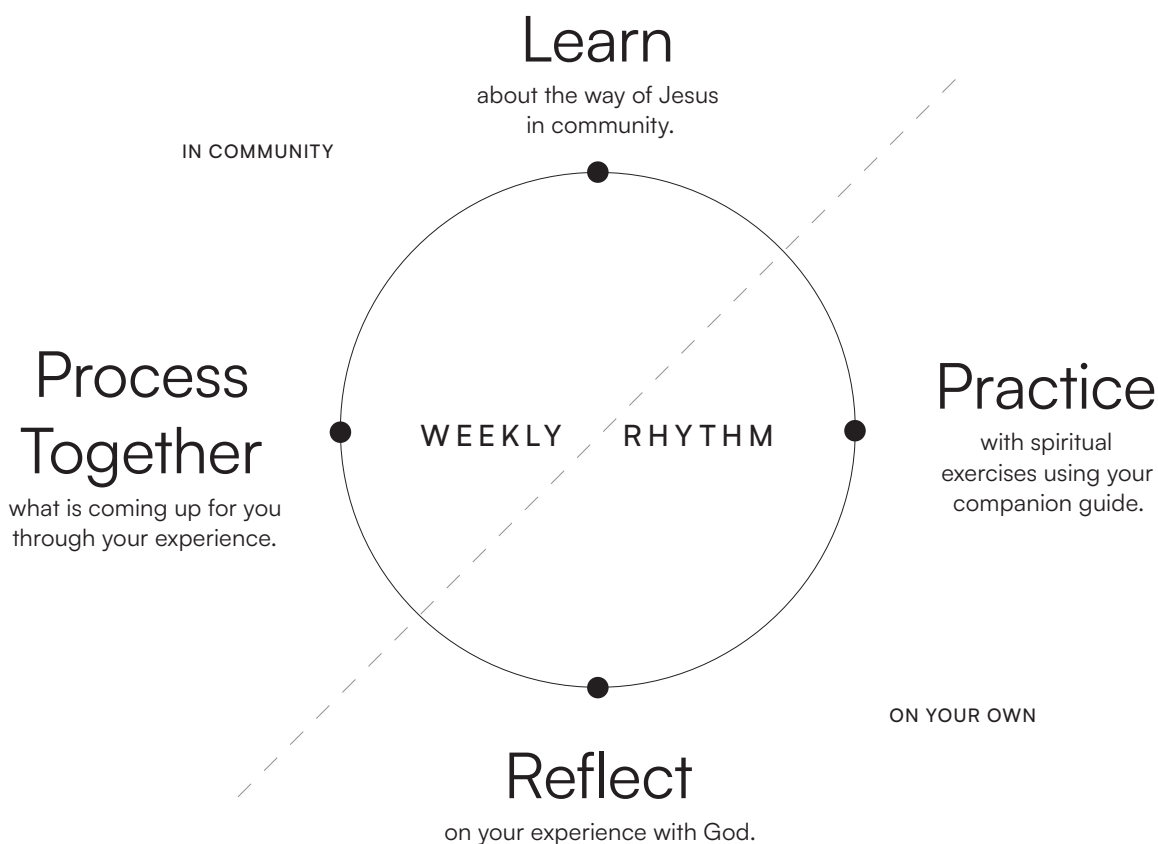 Learn
about the way of Jesus
in community.
IN COMMUNITY
Process
Together
what is coming up for you
through your experience.
WEEKLY RHYTHM
Practice
with spiritual
exercises using your
companion guide.
ON YOUR OWN
Reflect
on your experience with God.